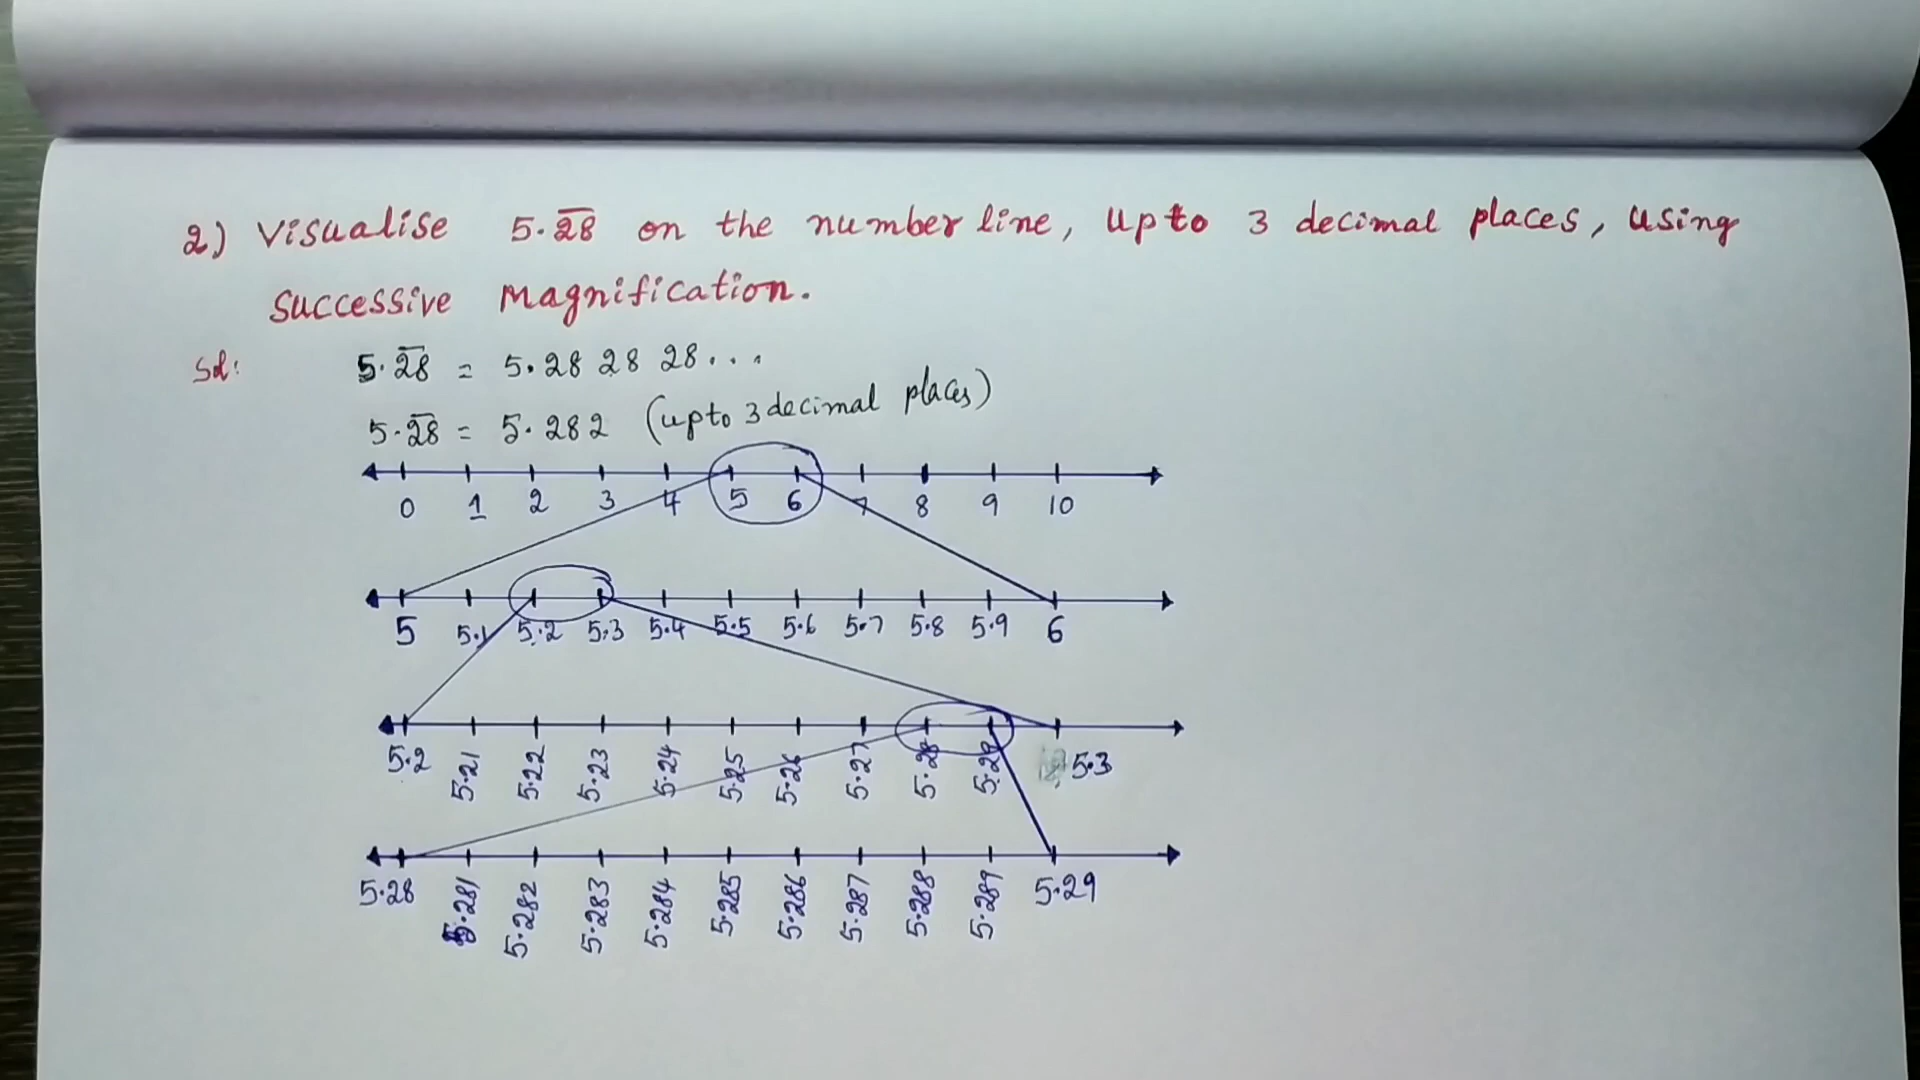 2) Visualise 5.2̅8̅ on the number line, upto 3 decimal places, using
successive Magnification.
Sol: 5.2̅8̅ = 5.28 28 28...
5.2̅8̅ = 5.282 (upto 3 decimal places)
0 1 2 3 4 5 6 7 8 9 10
5 5.1 5.2 5.3 5.4 5.5 5.6 5.7 5.8 5.9 6
5.2 5.21 5.22 5.23 5.24 5.25 5.26 5.27 5.28 5.29 5.3
5.28 5.281 5.282 5.283 5.284 5.285 5.286 5.287 5.288 5.289 5.29